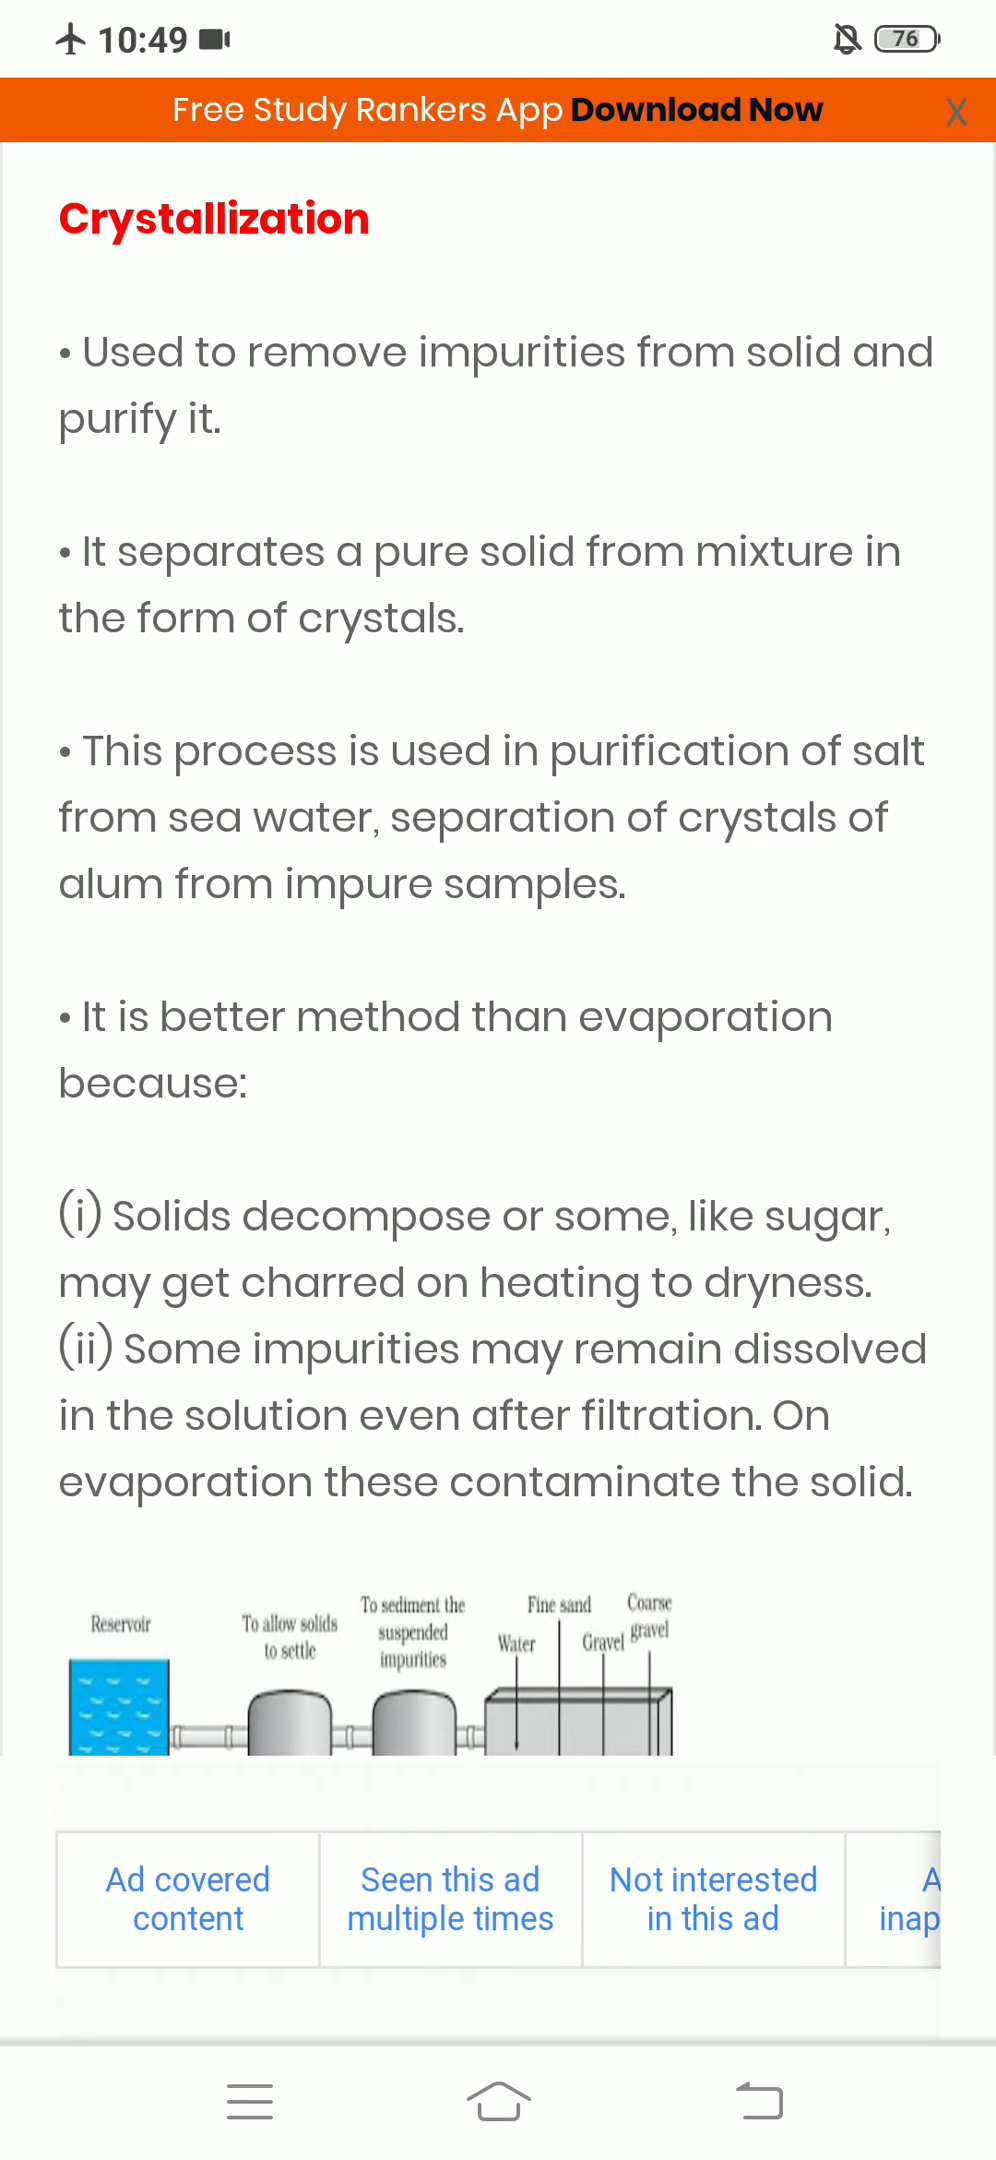 10:49
76
Free Study Rankers App Download Now X
Crystallization
• Used to remove impurities from solid and
purify it.
• It separates a pure solid from mixture in
the form of crystals.
• This process is used in purification of salt
from sea water, separation of crystals of
alum from impure samples.
• It is better method than evaporation
because:
(i) Solids decompose or some, like sugar,
may get charred on heating to dryness.
(ii) Some impurities may remain dissolved
in the solution even after filtration. On
evaporation these contaminate the solid.
Reservoir
To allow solids
to settle
To sediment the
suspended
impurities
Water
Fine sand
Gravel
Coarse
gravel
Ad covered
content
Seen this ad
multiple times
Not interested
in this ad
A
inap